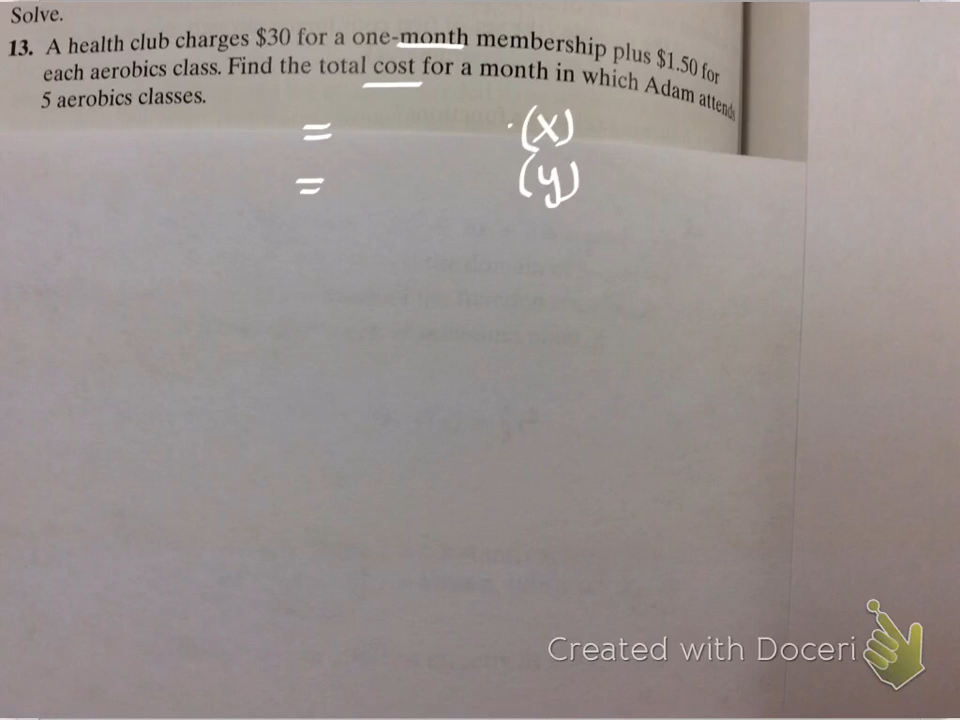 Solve.
13. A health club charges $30 for a one-month membership plus $1.50 for
each aerobics class. Find the total cost for a month in which Adam attends
5 aerobics classes.
= (x)
= (y)
Created with Doceri